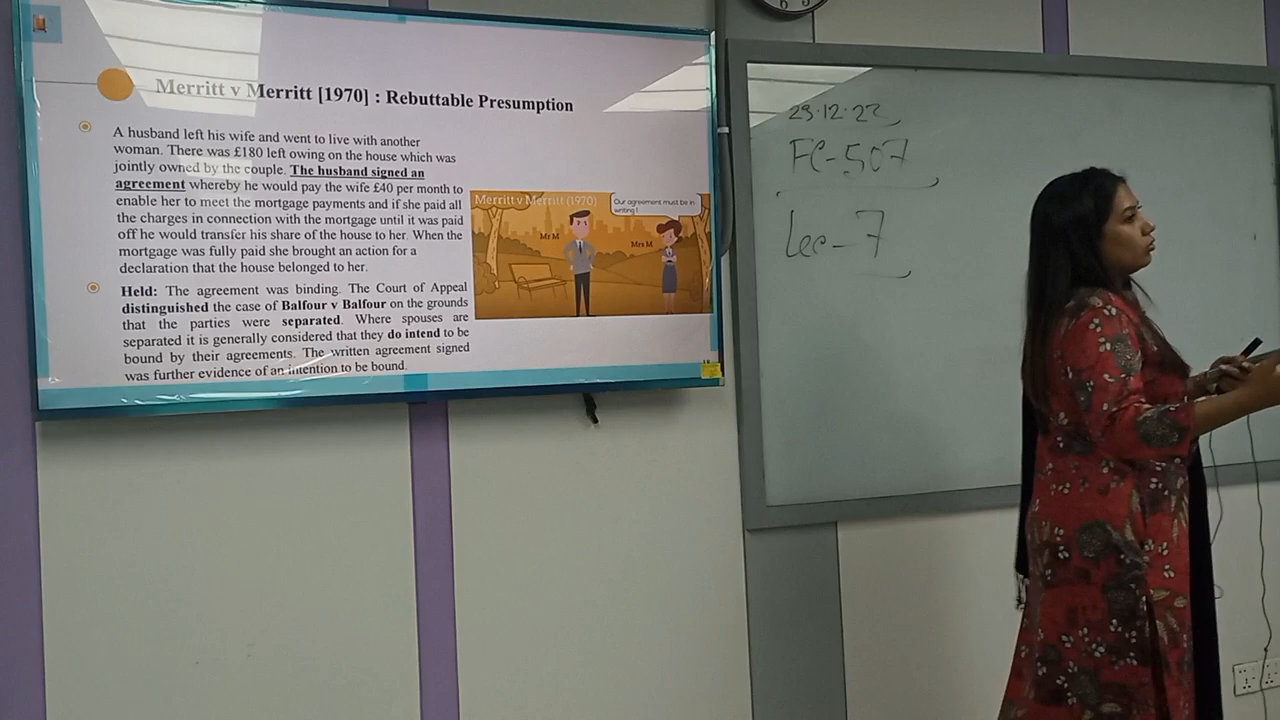 Merritt v Merritt [1970] : Rebuttable Presumption
A husband left his wife and went to live with another
woman. There was £180 left owing on the house which was
jointly owned by the couple. The husband signed an
agreement whereby he would pay the wife £40 per month to
enable her to meet the mortgage payments and if she paid all
the charges in connection with the mortgage until it was paid
off he would transfer his share of the house to her. When the
mortgage was fully paid she brought an action for a
declaration that the house belonged to her.
Held: The agreement was binding. The Court of Appeal
distinguished the case of Balfour v Balfour on the grounds
that the parties were separated. Where spouses are
separated it is generally considered that they do intend to be
bound by their agreements. The written agreement signed
was further evidence of an intention to be bound.
Merritt v Merritt (1970)
Our agreement must be in
writing !
Mr M
Mrs M
FC-507
Lec-7